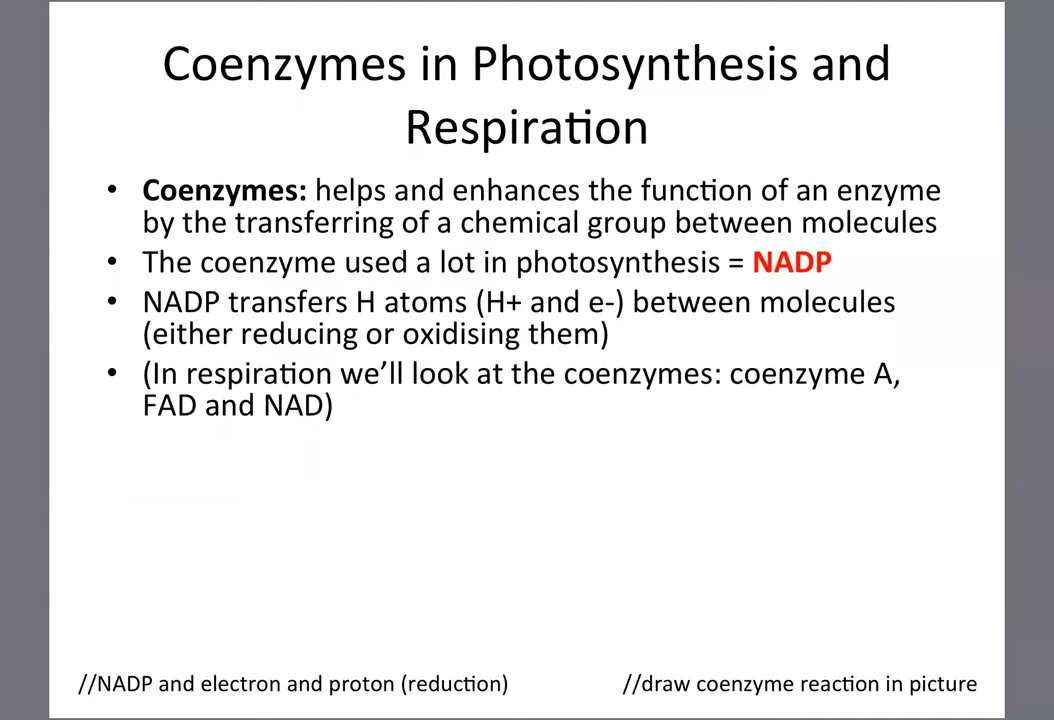 Coenzymes in Photosynthesis and
Respiration
• Coenzymes: helps and enhances the function of an enzyme
by the transferring of a chemical group between molecules
• The coenzyme used a lot in photosynthesis = NADP
• NADP transfers H atoms (H+ and e-) between molecules
(either reducing or oxidising them)
• (In respiration we’ll look at the coenzymes: coenzyme A,
FAD and NAD)
//NADP and electron and proton (reduction)
//draw coenzyme reaction in picture